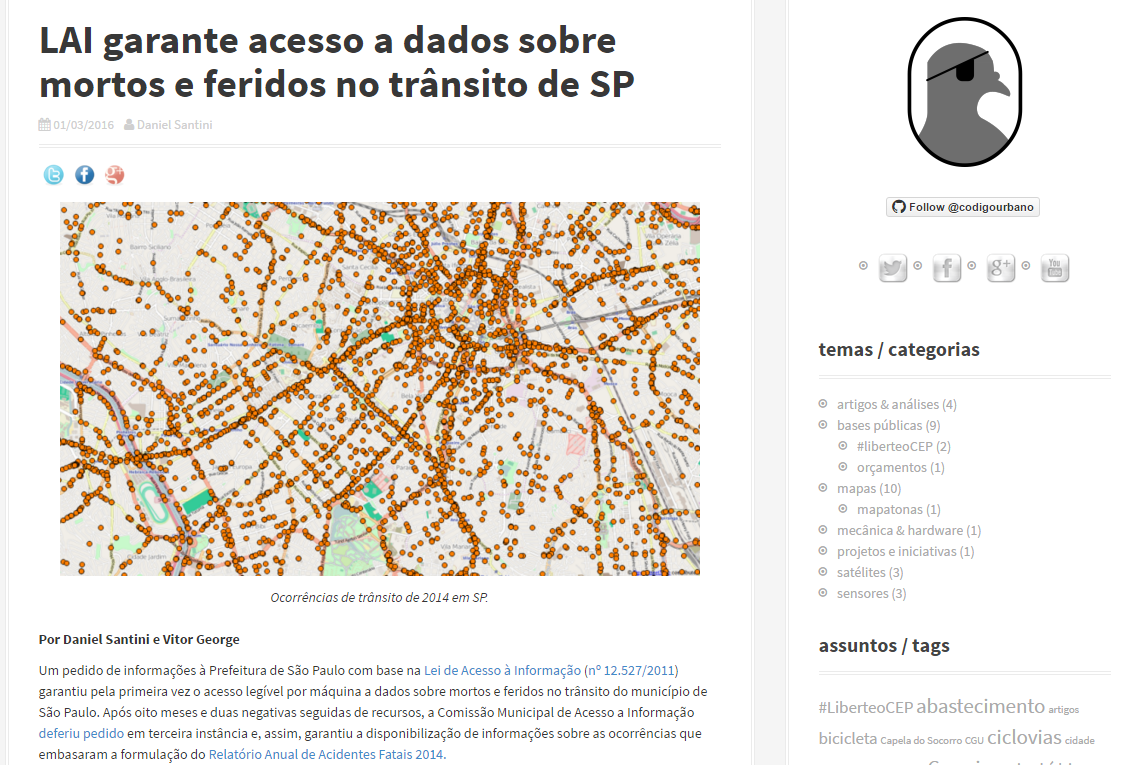 LAI garante acesso a dados sobre
mortos e feridos no trânsito de SP
01/03/2016 Daniel Santini
Ocorrências de trânsito de 2014 em SP.
Por Daniel Santini e Vitor George
Um pedido de informações à Prefeitura de São Paulo com base na Lei de Acesso à Informação (nº 12.527/2011)
garantiu pela primeira vez o acesso legível por máquina a dados sobre mortos e feridos no trânsito do município de
São Paulo. Após oito meses e duas negativas seguidas de recursos, a Comissão Municipal de Acesso a Informação
deferiu pedido em terceira instância e, assim, garantiu a disponibilização de informações sobre as ocorrências que
embasaram a formulação do Relatório Anual de Acidentes Fatais 2014.
Follow @codigourbano
temas / categorias
artigos & análises (4)
bases públicas (9)
#liberteoCEP (2)
orçamentos (1)
mapas (10)
mapatonas (1)
mecânica & hardware (1)
projetos e iniciativas (1)
satélites (3)
sensores (3)
assuntos / tags
#LiberteoCEP abastecimento artigos
bicicleta Capela do Socorro CGU ciclovias cidade